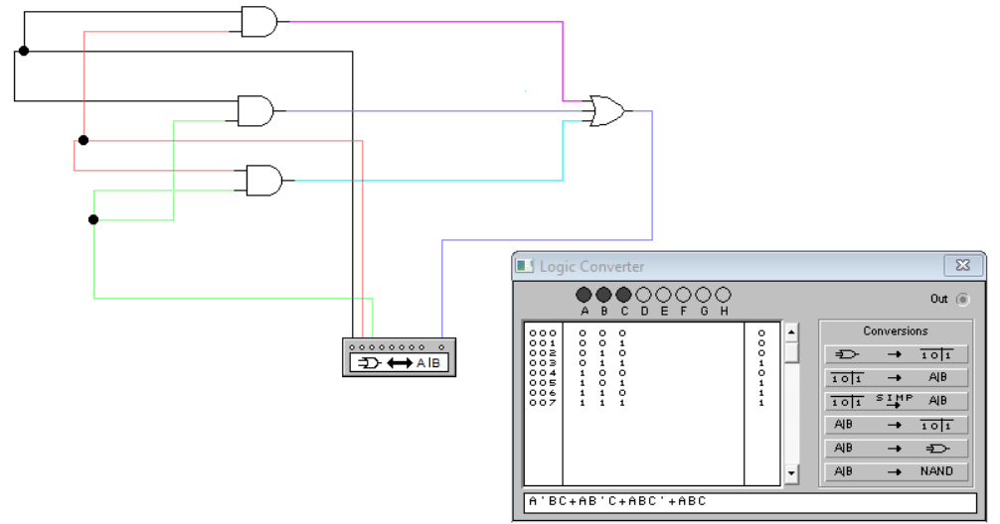 Logic Converter
A B C D E F G H
Out
000 0 0 0 0
001 0 0 1 0
002 0 1 0 0
003 0 1 1 1
004 1 0 0 0
005 1 0 1 1
006 1 1 0 1
007 1 1 1 1
Conversions
→ 1 0 1
1 0 1 → A|B
1 0 1 SIMP → A|B
A|B → 1 0 1
A|B →
A|B → NAND
A|B
A'BC+AB'C+ABC'+ABC